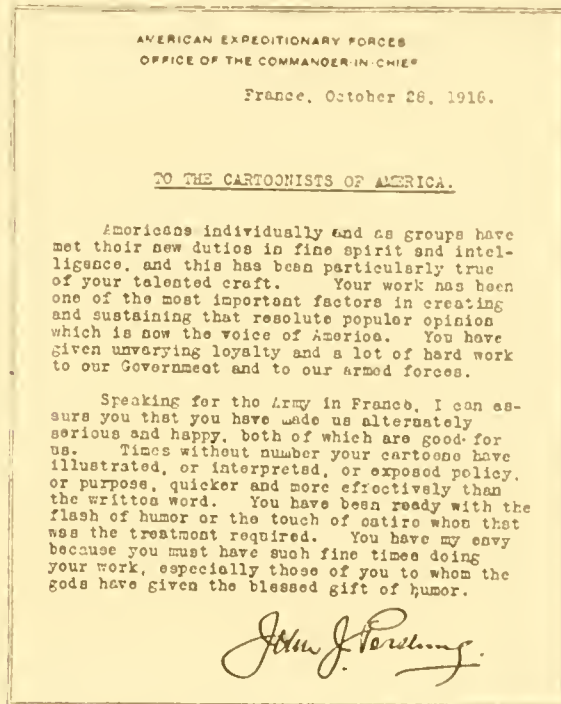 AMERICAN EXPEDITIONARY FORCES
OFFICE OF THE COMMANDER-IN-CHIEF
France, October 26, 1918.
TO THE CARTOONISTS OF AMERICA.
Americans individually and as groups have
met their new duties in fine spirit and intel-
ligence, and this has been particularly true
of your talented craft. Your work has been
one of the most important factors in creating
and sustaining that resolute popular opinion
which is now the voice of America. You have
given unvarying loyalty and a lot of hard work
to our Government and to our armed forces.
Speaking for the Army in France, I can as-
sure you that you have made us alternately
serious and happy, both of which are good for
us. Times without number your cartoons have
illustrated, or interpreted, or exposed policy,
or purpose, quicker and more effectively than
the written word. You have been ready with the
flash of humor or the touch of satire when that
was the treatment required. You have my envy
because you must have such fine times doing
your work, especially those of you to whom the
gods have given the blessed gift of humor.
John J. Pershing.